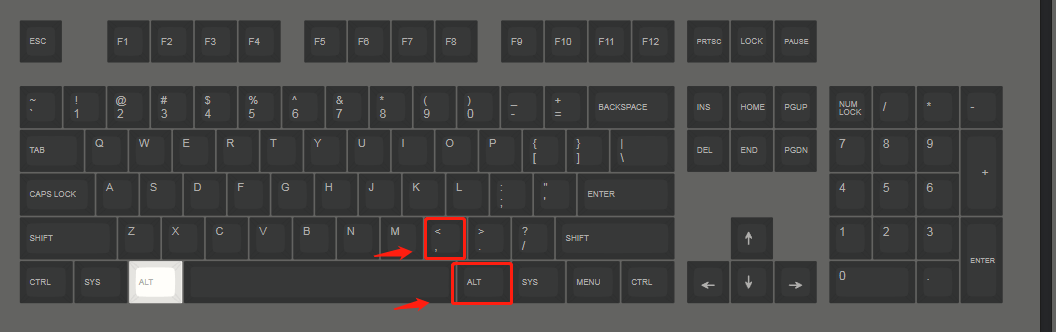 ESC F1 F2 F3 F4 F5 F6 F7 F8 F9 F10 F11 F12 PRTSC LOCK PAUSE
~ ! @ # $ % ^ & * ( ) _ +
` 1 2 3 4 5 6 7 8 9 0 - = BACKSPACE INS HOME PGUP NUM LOCK / * -
TAB Q W E R T Y U I O P { [ } ] | \ DEL END PGDN 7 8 9 +
CAPS LOCK A S D F G H J K L : ; " ' ENTER 4 5 6
SHIFT Z X C V B N M < , > . ? / SHIFT ↑ 1 2 3 ENTER
CTRL SYS ALT ALT SYS MENU CTRL ← ↓ → 0 .